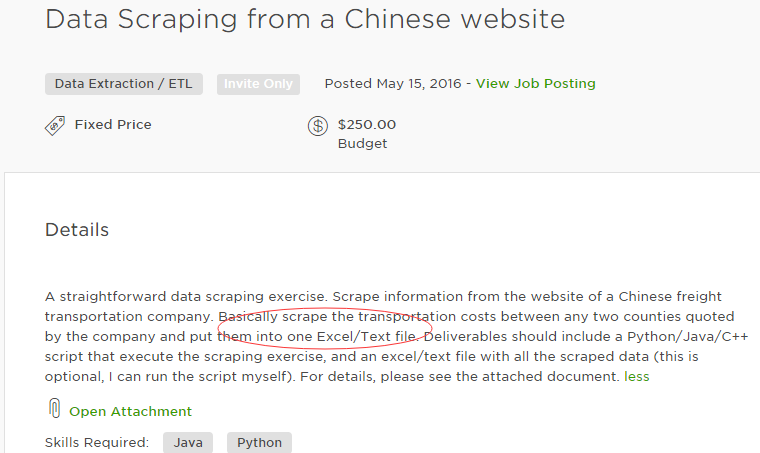 Data Scraping from a Chinese website
Data Extraction / ETL Invite Only Posted May 15, 2016 - View Job Posting
Fixed Price $250.00
Budget
Details
A straightforward data scraping exercise. Scrape information from the website of a Chinese freight
transportation company. Basically scrape the transportation costs between any two counties quoted
by the company and put them into one Excel/Text file. Deliverables should include a Python/Java/C++
script that execute the scraping exercise, and an excel/text file with all the scraped data (this is
optional, I can run the script myself). For details, please see the attached document. less
Open Attachment
Skills Required: Java Python